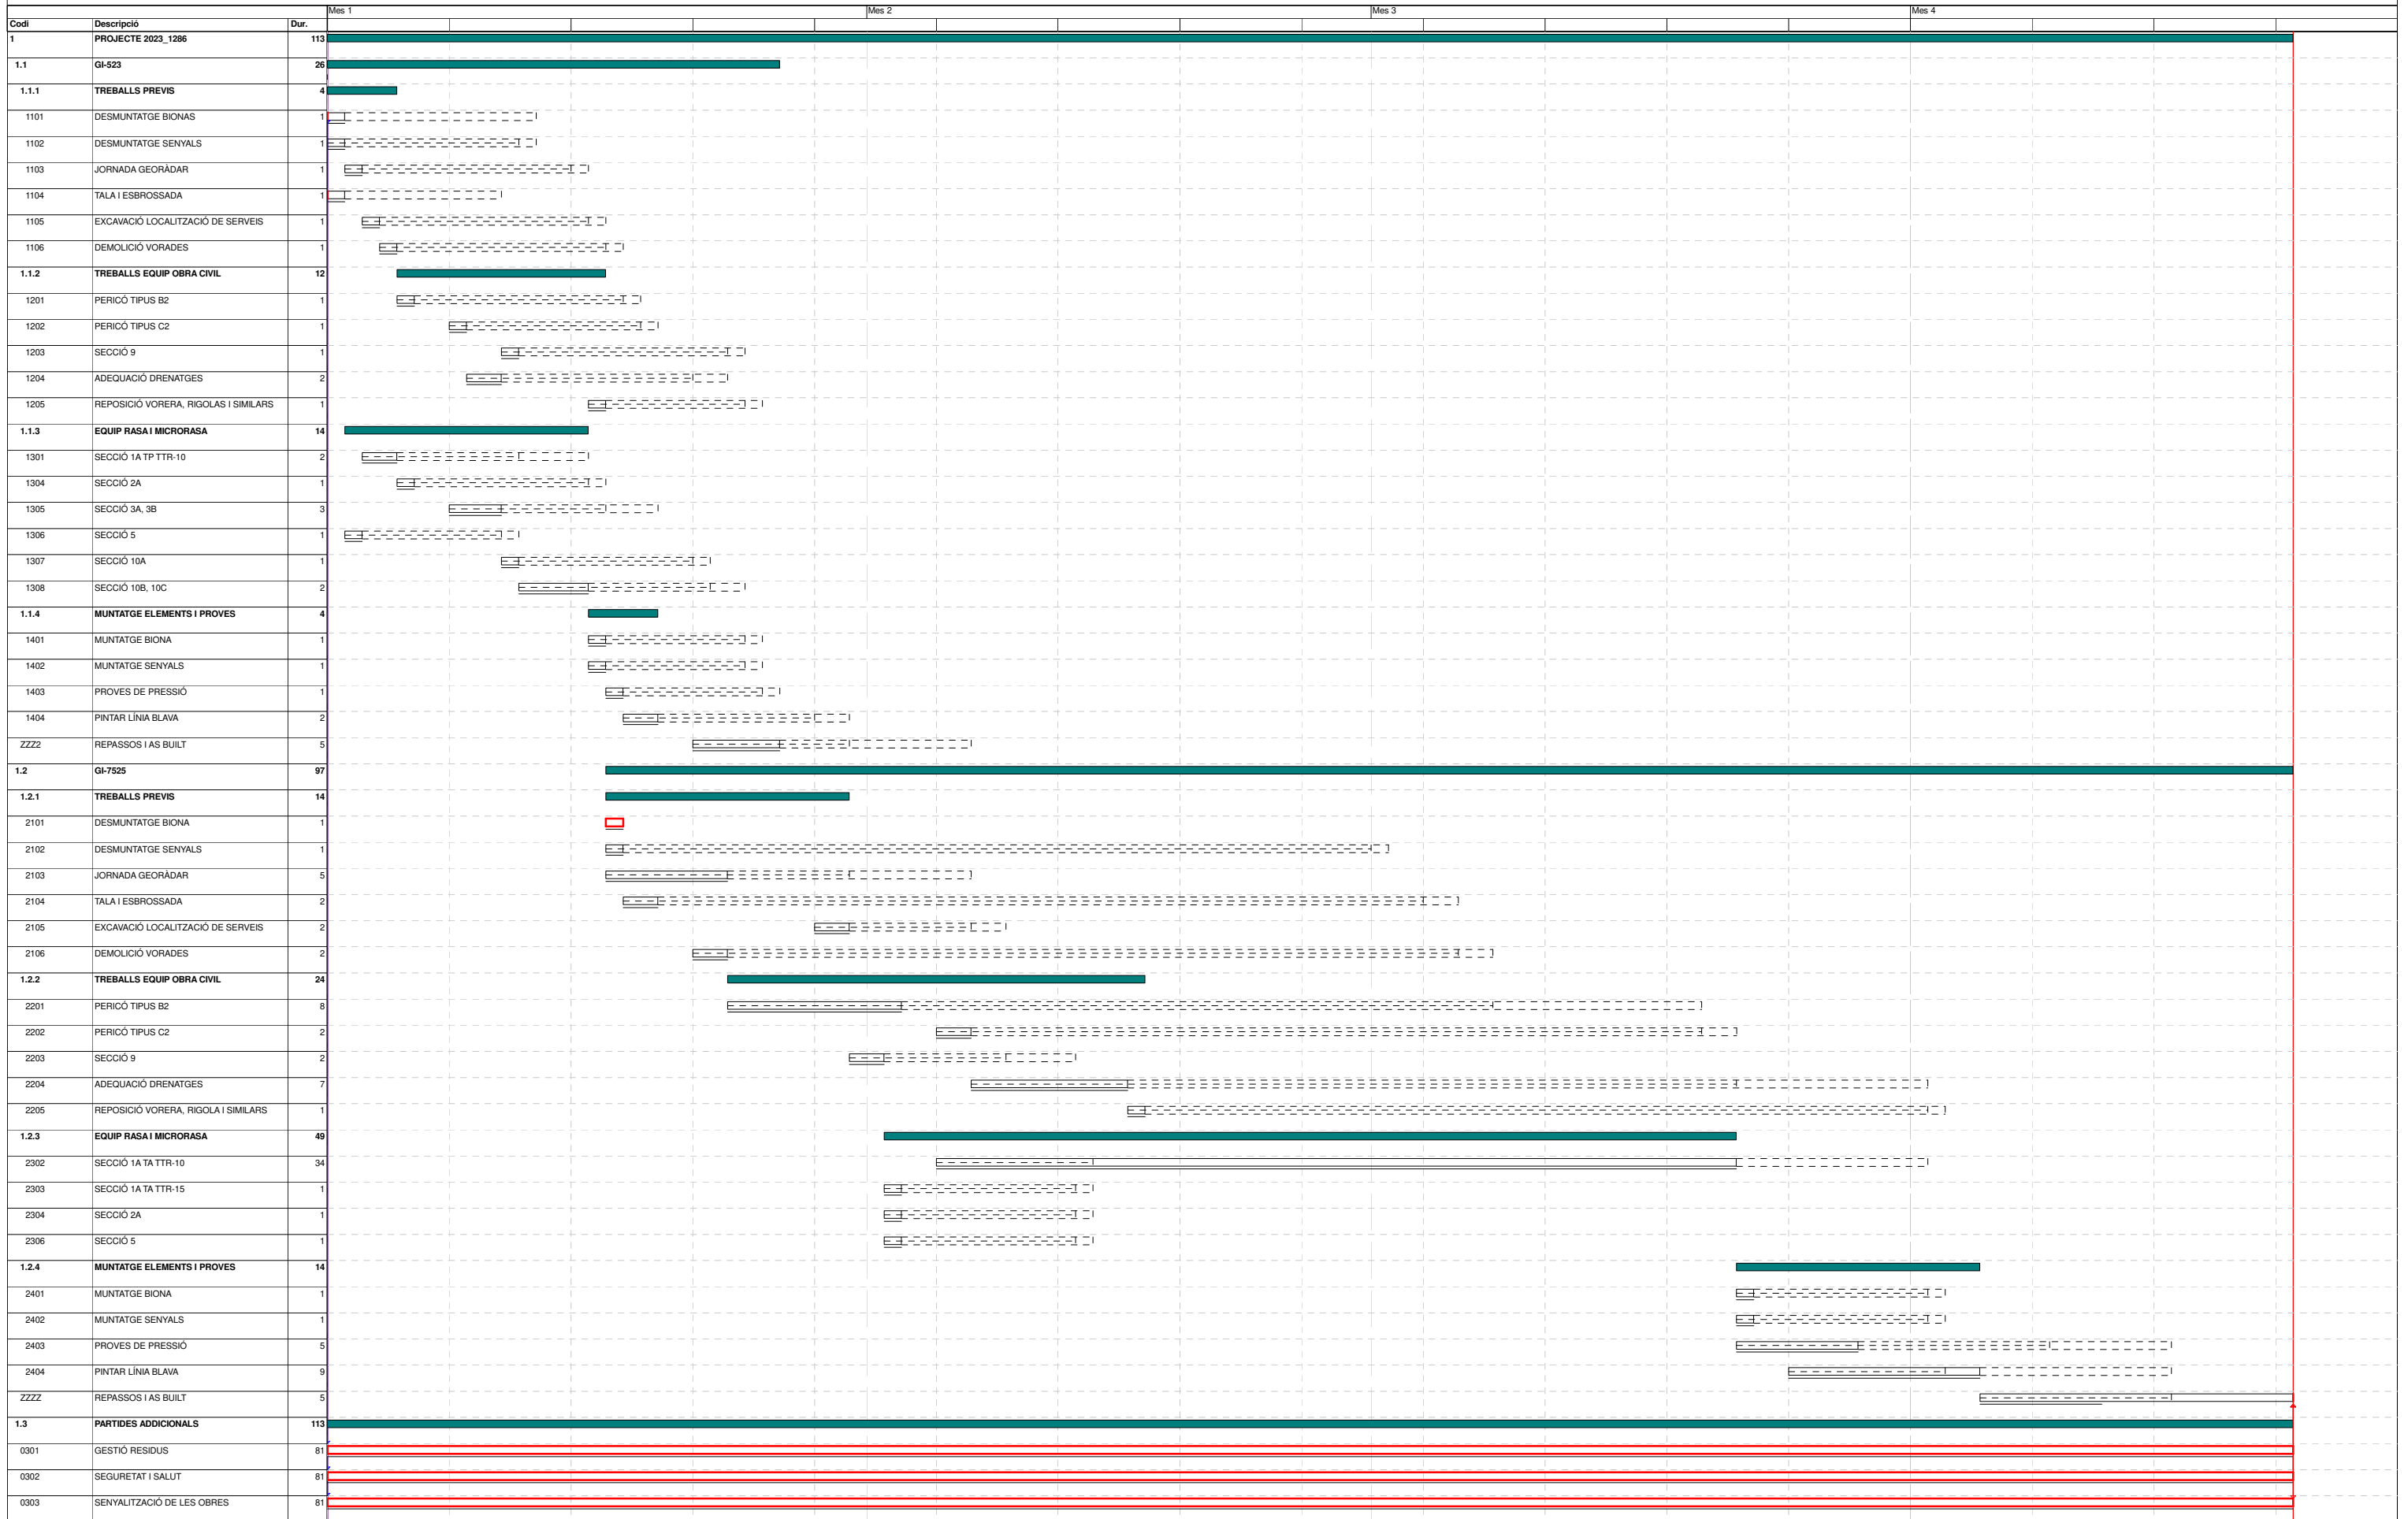 Mes 1 Mes 2 Mes 3 Mes 4
Codi Descripció Dur.
1 PROJECTE 2023_1286 113
1.1 GI-523 26
1.1.1 TREBALLS PREVIS 4
1101 DESMUNTATGE BIONAS 1
1102 DESMUNTATGE SENYALS 1
1103 JORNADA GEORÀDAR 1
1104 TALA I ESBROSSADA 1
1105 EXCAVACIÓ LOCALITZACIÓ DE SERVEIS 1
1106 DEMOLICIÓ VORADES 1
1.1.2 TREBALLS EQUIP OBRA CIVIL 12
1201 PERICÓ TIPUS B2 1
1202 PERICÓ TIPUS C2 1
1203 SECCIÓ 9 1
1204 ADEQUACIÓ DRENATGES 2
1205 REPOSICIÓ VORERA, RIGOLAS I SIMILARS 1
1.1.3 EQUIP RASA I MICRORASA 14
1301 SECCIÓ 1A TP TTR-10 2
1304 SECCIÓ 2A 1
1305 SECCIÓ 3A, 3B 3
1306 SECCIÓ 5 1
1307 SECCIÓ 10A 1
1308 SECCIÓ 10B, 10C 2
1.1.4 MUNTATGE ELEMENTS I PROVES 4
1401 MUNTATGE BIONA 1
1402 MUNTATGE SENYALS 1
1403 PROVES DE PRESSIÓ 1
1404 PINTAR LÍNIA BLAVA 2
ZZZ2 REPASSOS I AS BUILT 5
1.2 GI-7525 97
1.2.1 TREBALLS PREVIS 14
2101 DESMUNTATGE BIONA 1
2102 DESMUNTATGE SENYALS 1
2103 JORNADA GEORÀDAR 5
2104 TALA I ESBROSSADA 2
2105 EXCAVACIÓ LOCALITZACIÓ DE SERVEIS 2
2106 DEMOLICIÓ VORADES 2
1.2.2 TREBALLS EQUIP OBRA CIVIL 24
2201 PERICÓ TIPUS B2 8
2202 PERICÓ TIPUS C2 2
2203 SECCIÓ 9 2
2204 ADEQUACIÓ DRENATGES 7
2205 REPOSICIÓ VORERA, RIGOLA I SIMILARS 1
1.2.3 EQUIP RASA I MICRORASA 49
2302 SECCIÓ 1A TA TTR-10 34
2303 SECCIÓ 1A TA TTR-15 1
2304 SECCIÓ 2A 1
2306 SECCIÓ 5 1
1.2.4 MUNTATGE ELEMENTS I PROVES 14
2401 MUNTATGE BIONA 1
2402 MUNTATGE SENYALS 1
2403 PROVES DE PRESSIÓ 5
2404 PINTAR LÍNIA BLAVA 9
ZZZZ REPASSOS I AS BUILT 5
1.3 PARTIDES ADDICIONALS 113
0301 GESTIÓ RESIDUS 81
0302 SEGURETAT I SALUT 81
0303 SENYALITZACIÓ DE LES OBRES 81